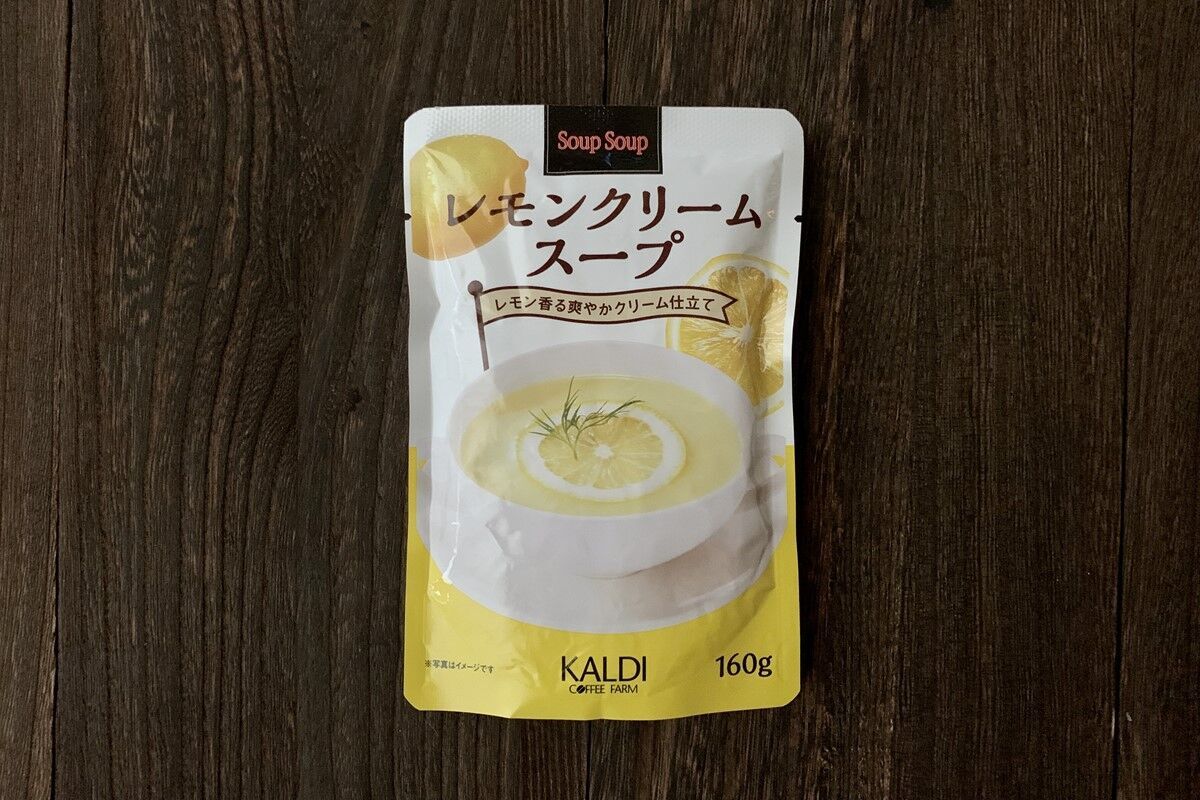 Soup Soup
レモンクリーム
スープ
レモン香る爽やかクリーム仕立て
※写真はイメージです
KALDI
COFFEE FARM
160g